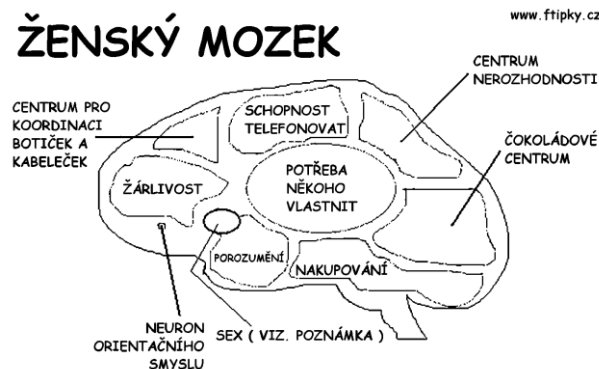 www.ftipky.cz
ŽENSKÝ MOZEK
CENTRUM
NEROZHODNOSTI
CENTRUM PRO
KOORDINACI
BOTIČEK A
KABELEČEK
SCHOPNOST
TELEFONOVAT
ČOKOLÁDOVÉ
CENTRUM
ŽÁRLIVOST
POTŘEBA
NĚKOHO
VLASTNIT
POROZUMĚNÍ
NAKUPOVÁNÍ
NEURON
ORIENTAČNÍHO
SMYSLU
SEX ( VIZ. POZNÁMKA )